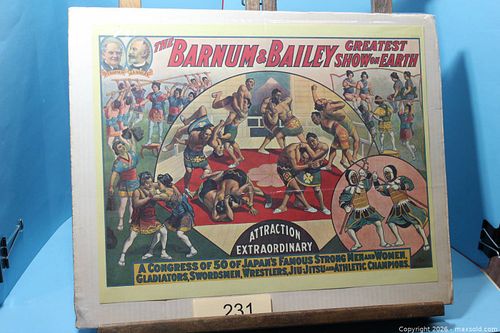 THE BARNUM & BAILEY GREATEST
SHOW ON EARTH
ATTRACTION
EXTRAORDINARY
A CONGRESS OF 50 OF JAPAN'S FAMOUS STRONG MEN AND WOMEN,
GLADIATORS, SWORDSMEN, WRESTLERS, JIU-JITSU AND ATHLETIC CHAMPIONS.
231
Copyright © 2026 - maxsold.com